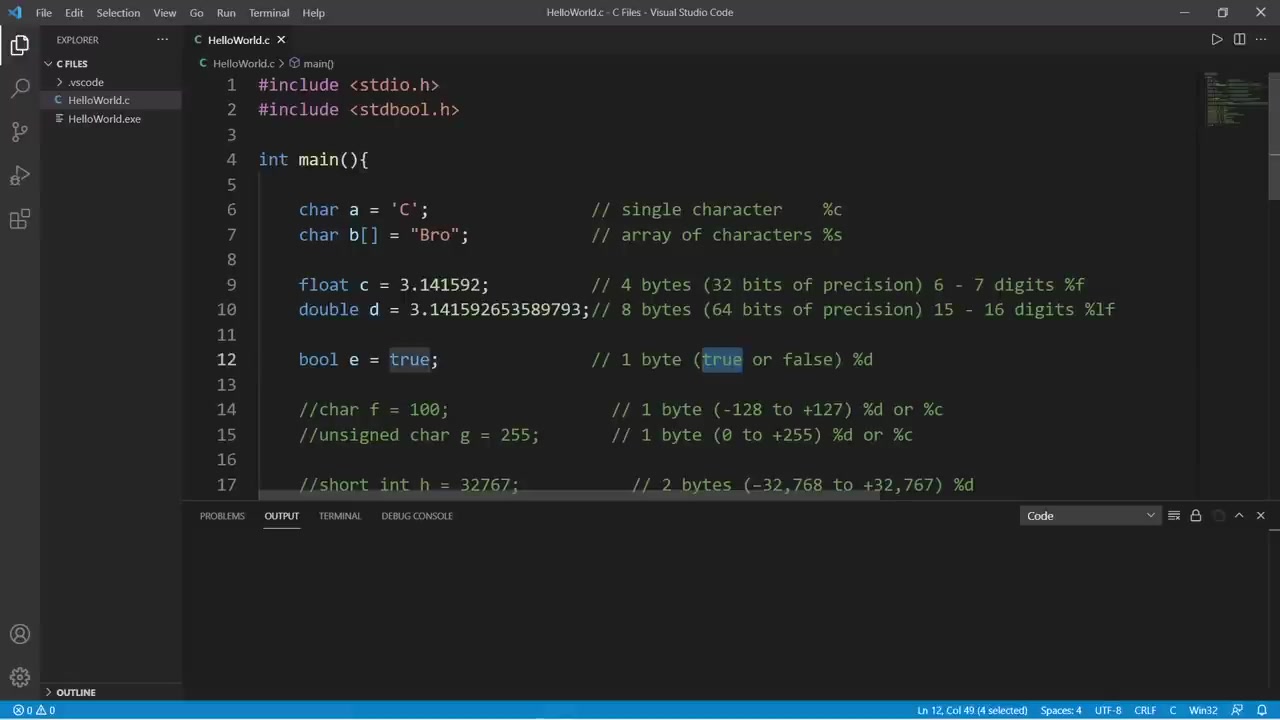 File Edit Selection View Go Run Terminal Help
HelloWorld.c - C Files - Visual Studio Code
EXPLORER
C FILES
.vscode
C HelloWorld.c
HelloWorld.exe
OUTLINE
C HelloWorld.c
C HelloWorld.c > main()
1 #include <stdio.h>
2 #include <stdbool.h>
3
4 int main(){
5
6 char a = 'C'; // single character %c
7 char b[] = "Bro"; // array of characters %s
8
9 float c = 3.141592; // 4 bytes (32 bits of precision) 6 - 7 digits %f
10 double d = 3.141592653589793;// 8 bytes (64 bits of precision) 15 - 16 digits %lf
11
12 bool e = true; // 1 byte (true or false) %d
13
14 //char f = 100; // 1 byte (-128 to +127) %d or %c
15 //unsigned char g = 255; // 1 byte (0 to +255) %d or %c
16
17 //short int h = 32767; // 2 bytes (−32,768 to +32,767) %d
PROBLEMS OUTPUT TERMINAL DEBUG CONSOLE
Code
0 0
Ln 12, Col 49 (4 selected) Spaces: 4 UTF-8 CRLF C Win32